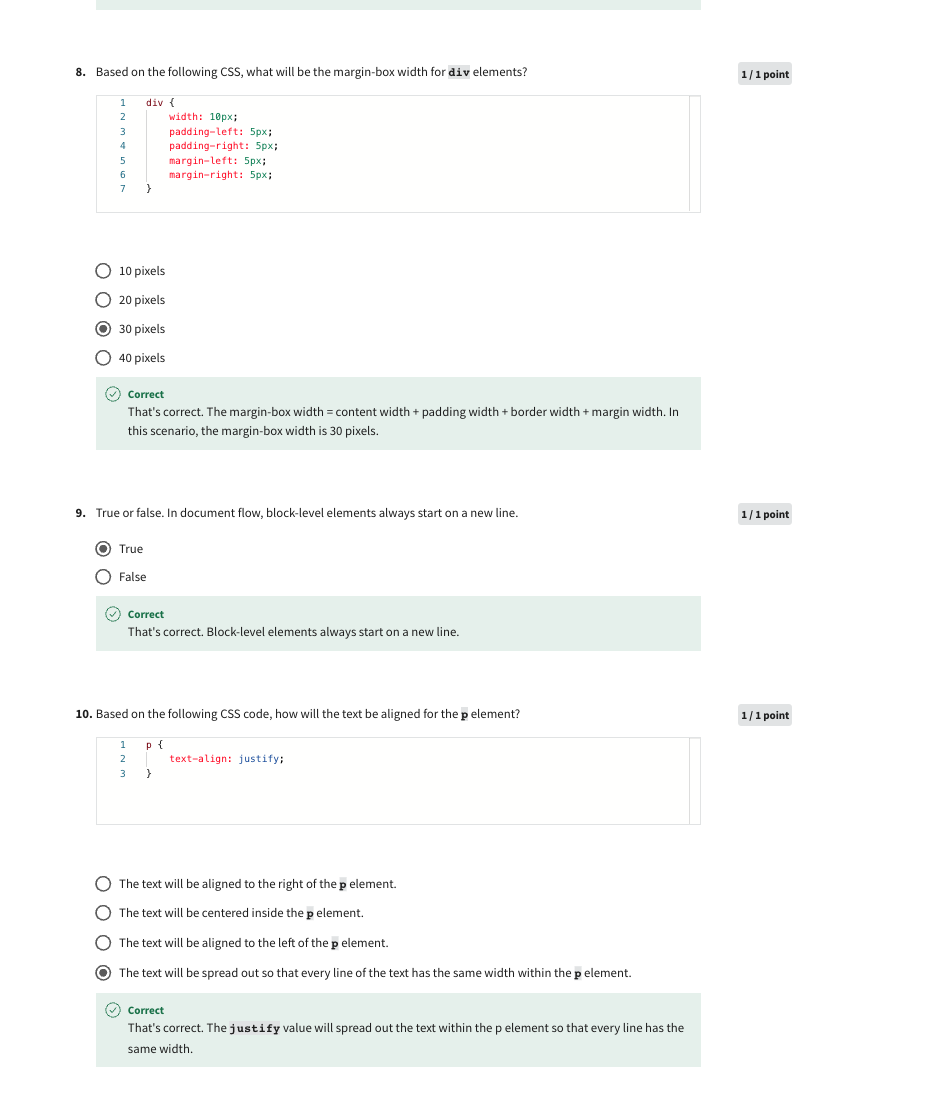 8. Based on the following CSS, what will be the margin-box width for div elements?
1 / 1 point
1 div {
2 width: 10px;
3 padding-left: 5px;
4 padding-right: 5px;
5 margin-left: 5px;
6 margin-right: 5px;
7 }
10 pixels
20 pixels
30 pixels
40 pixels
Correct
That's correct. The margin-box width = content width + padding width + border width + margin width. In
this scenario, the margin-box width is 30 pixels.
9. True or false. In document flow, block-level elements always start on a new line.
1 / 1 point
True
False
Correct
That's correct. Block-level elements always start on a new line.
10. Based on the following CSS code, how will the text be aligned for the p element?
1 / 1 point
1 p {
2 text-align: justify;
3 }
The text will be aligned to the right of the p element.
The text will be centered inside the p element.
The text will be aligned to the left of the p element.
The text will be spread out so that every line of the text has the same width within the p element.
Correct
That's correct. The justify value will spread out the text within the p element so that every line has the
same width.